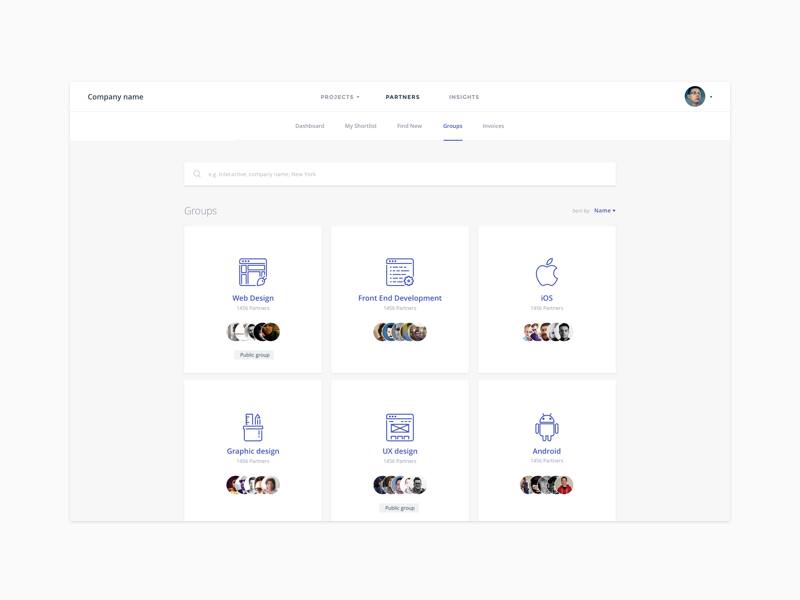 Company name
PROJECTS PARTNERS INSIGHTS
Dashboard My Shortlist Find New Groups Invoices
e.g. Interactive, company name, New York
Groups
Sort by: Name
Web Design Front End Development iOS
1456 Partners 1456 Partners 1456 Partners
Public group
Graphic design UX design Android
1456 Partners 1456 Partners 1456 Partners
Public group